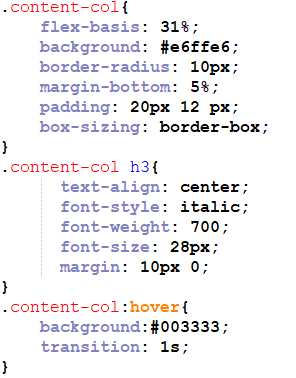 .content-col{
flex-basis: 31%;
background: #e6ffe6;
border-radius: 10px;
margin-bottom: 5%;
padding: 20px 12 px;
box-sizing: border-box;
}
.content-col h3{
text-align: center;
font-style: italic;
font-weight: 700;
font-size: 28px;
margin: 10px 0;
}
.content-col:hover{
background:#003333;
transition: 1s;
}